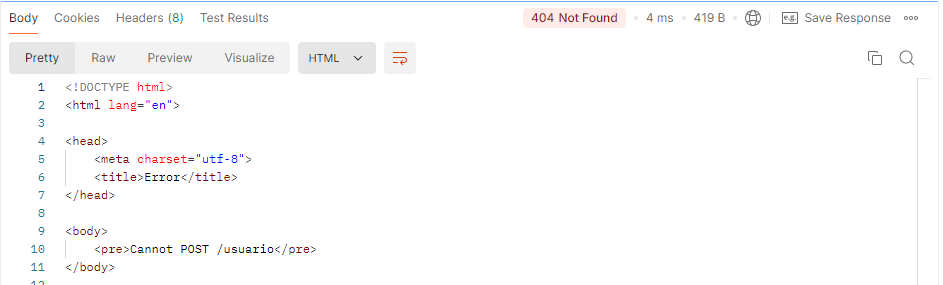 Body Cookies Headers (8) Test Results 404 Not Found • 4 ms • 419 B e.g. Save Response
Pretty Raw Preview Visualize HTML
1 <!DOCTYPE html>
2 <html lang="en">
3
4 <head>
5 <meta charset="utf-8">
6 <title>Error</title>
7 </head>
8
9 <body>
10 <pre>Cannot POST /usuario</pre>
11 </body>